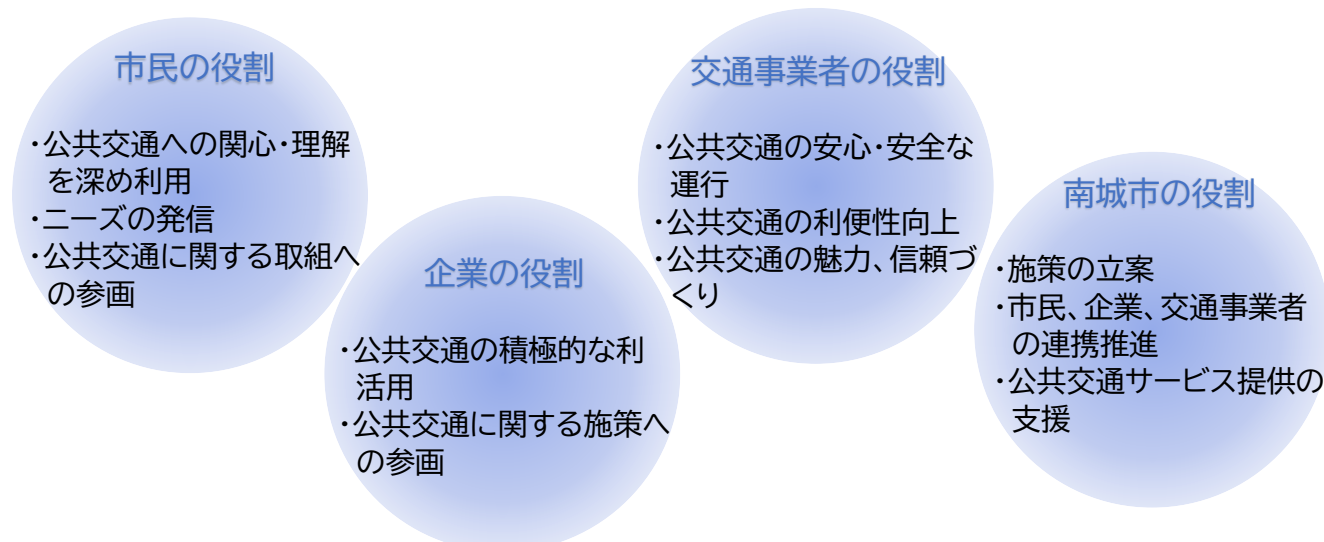 市民の役割
・公共交通への関心・理解
を深め利用
・ニーズの発信
・公共交通に関する取組へ
の参画
企業の役割
・公共交通の積極的な利
活用
・公共交通に関する施策へ
の参画
交通事業者の役割
・公共交通の安心・安全な
運行
・公共交通の利便性向上
・公共交通の魅力、信頼づ
くり
南城市の役割
・施策の立案
・市民、企業、交通事業者
の連携推進
・公共交通サービス提供の
支援